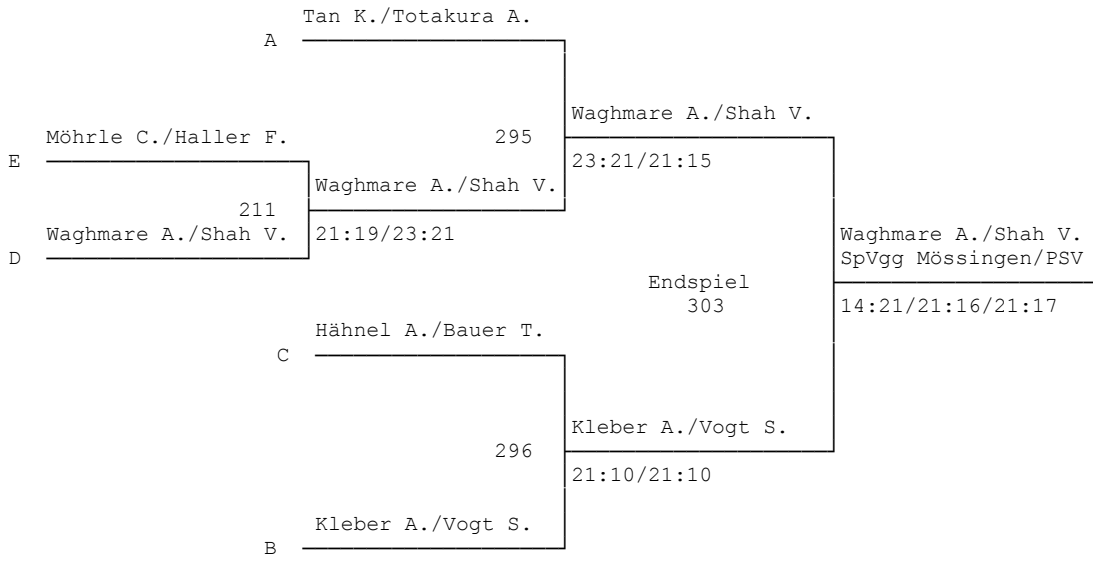 Tan K./Totakura A.
A
Waghmare A./Shah V.
Möhrle C./Haller F.
295
E
23:21/21:15
Waghmare A./Shah V.
211
Waghmare A./Shah V.
21:19/23:21
Waghmare A./Shah V.
D
SpVgg Mössingen/PSV
Endspiel
303
14:21/21:16/21:17
Hähnel A./Bauer T.
C
Kleber A./Vogt S.
296
21:10/21:10
Kleber A./Vogt S.
B